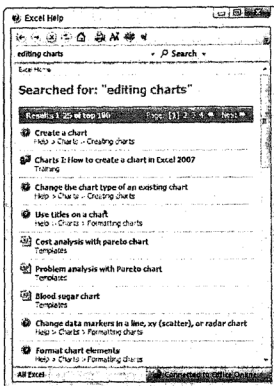 Excel Help
editing charts
Search
Excel Home
Searched for: "editing charts"
Results 1-25 of top 100 Page: [1] 2 3 4 Next
Create a chart
Help > Charts > Creating charts
Charts I: How to create a chart in Excel 2007
Training
Change the chart type of an existing chart
Help > Charts > Creating charts
Use titles on a chart
Help > Charts > Formatting charts
Cost analysis with pareto chart
Templates
Problem analysis with Pareto chart
Templates
Blood sugar chart
Templates
Change data markers in a line, xy (scatter), or radar chart
Help > Charts > Formatting charts
Format chart elements
Help > Charts > Formatting charts
All Excel Connected to Office Online